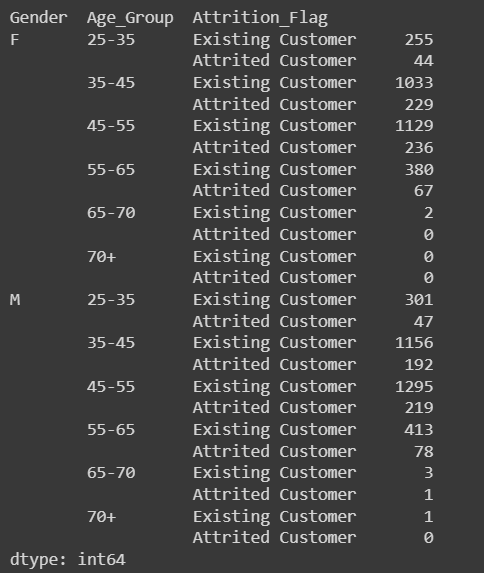 Gender  Age_Group  Attrition_Flag
F       25-35      Existing Customer     255
                   Attrited Customer      44
        35-45      Existing Customer    1033
                   Attrited Customer     229
        45-55      Existing Customer    1129
                   Attrited Customer     236
        55-65      Existing Customer     380
                   Attrited Customer      67
        65-70      Existing Customer       2
                   Attrited Customer       0
        70+        Existing Customer       0
                   Attrited Customer       0
M       25-35      Existing Customer     301
                   Attrited Customer      47
        35-45      Existing Customer    1156
                   Attrited Customer     192
        45-55      Existing Customer    1295
                   Attrited Customer     219
        55-65      Existing Customer     413
                   Attrited Customer      78
        65-70      Existing Customer       3
                   Attrited Customer       1
        70+        Existing Customer       1
                   Attrited Customer       0
dtype: int64